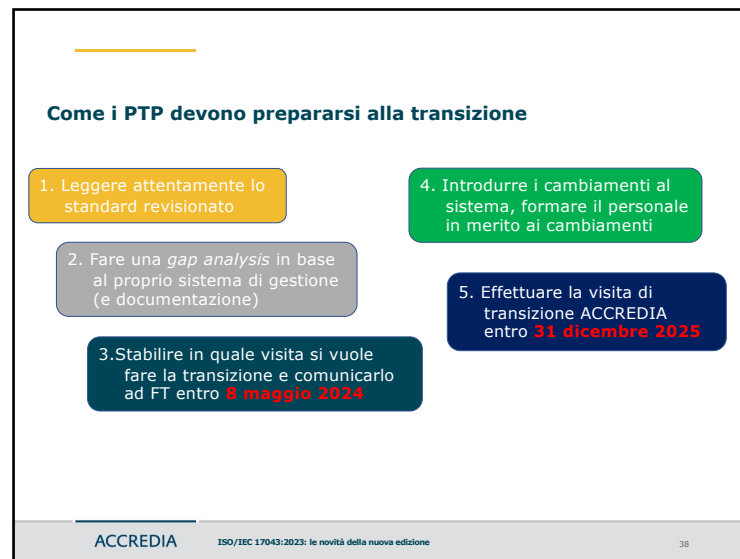 Come i PTP devono prepararsi alla transizione
1. Leggere attentamente lo
standard revisionato
2. Fare una gap analysis in base
al proprio sistema di gestione
(e documentazione)
3.Stabilire in quale visita si vuole
fare la transizione e comunicarlo
ad FT entro 8 maggio 2024
4. Introdurre i cambiamenti al
sistema, formare il personale
in merito ai cambiamenti
5. Effettuare la visita di
transizione ACCREDIA
entro 31 dicembre 2025
ACCREDIA
ISO/IEC 17043:2023: le novità della nuova edizione
38